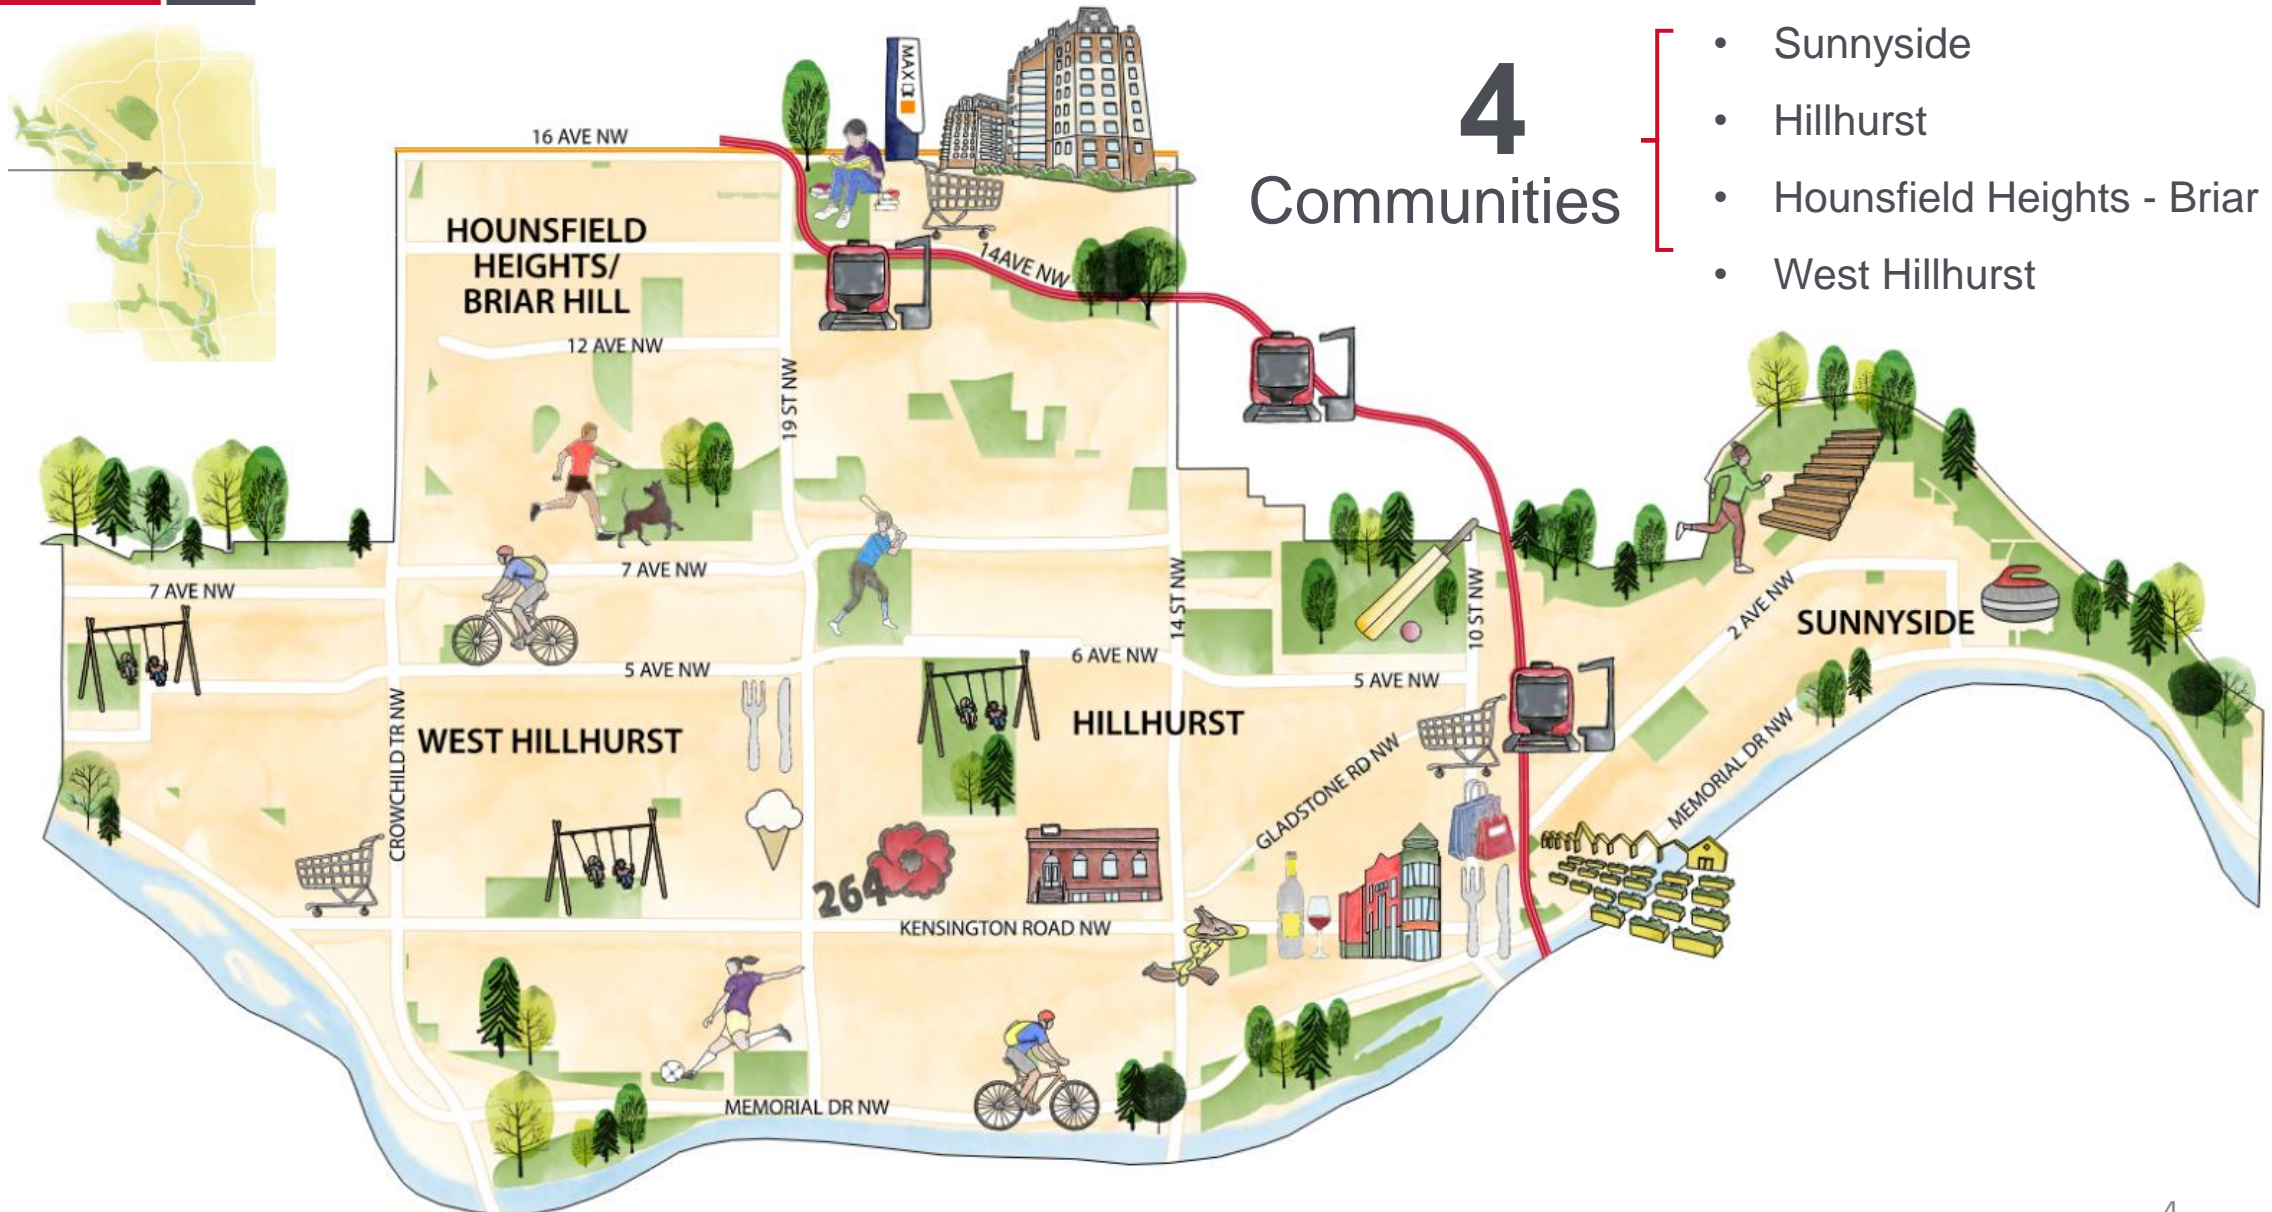 4
Communities
• Sunnyside
• Hillhurst
• Hounsfield Heights - Briar
• West Hillhurst
MAX
16 AVE NW
HOUNSFIELD
HEIGHTS/
BRIAR HILL
14 AVE NW
12 AVE NW
19 ST NW
7 AVE NW
7 AVE NW
14 ST NW
10 ST NW
2 AVE NW
SUNNYSIDE
5 AVE NW
6 AVE NW
5 AVE NW
CROWCHILD TR NW
WEST HILLHURST
HILLHURST
GLADSTONE RD NW
MEMORIAL DR NW
264
KENSINGTON ROAD NW
MEMORIAL DR NW
4